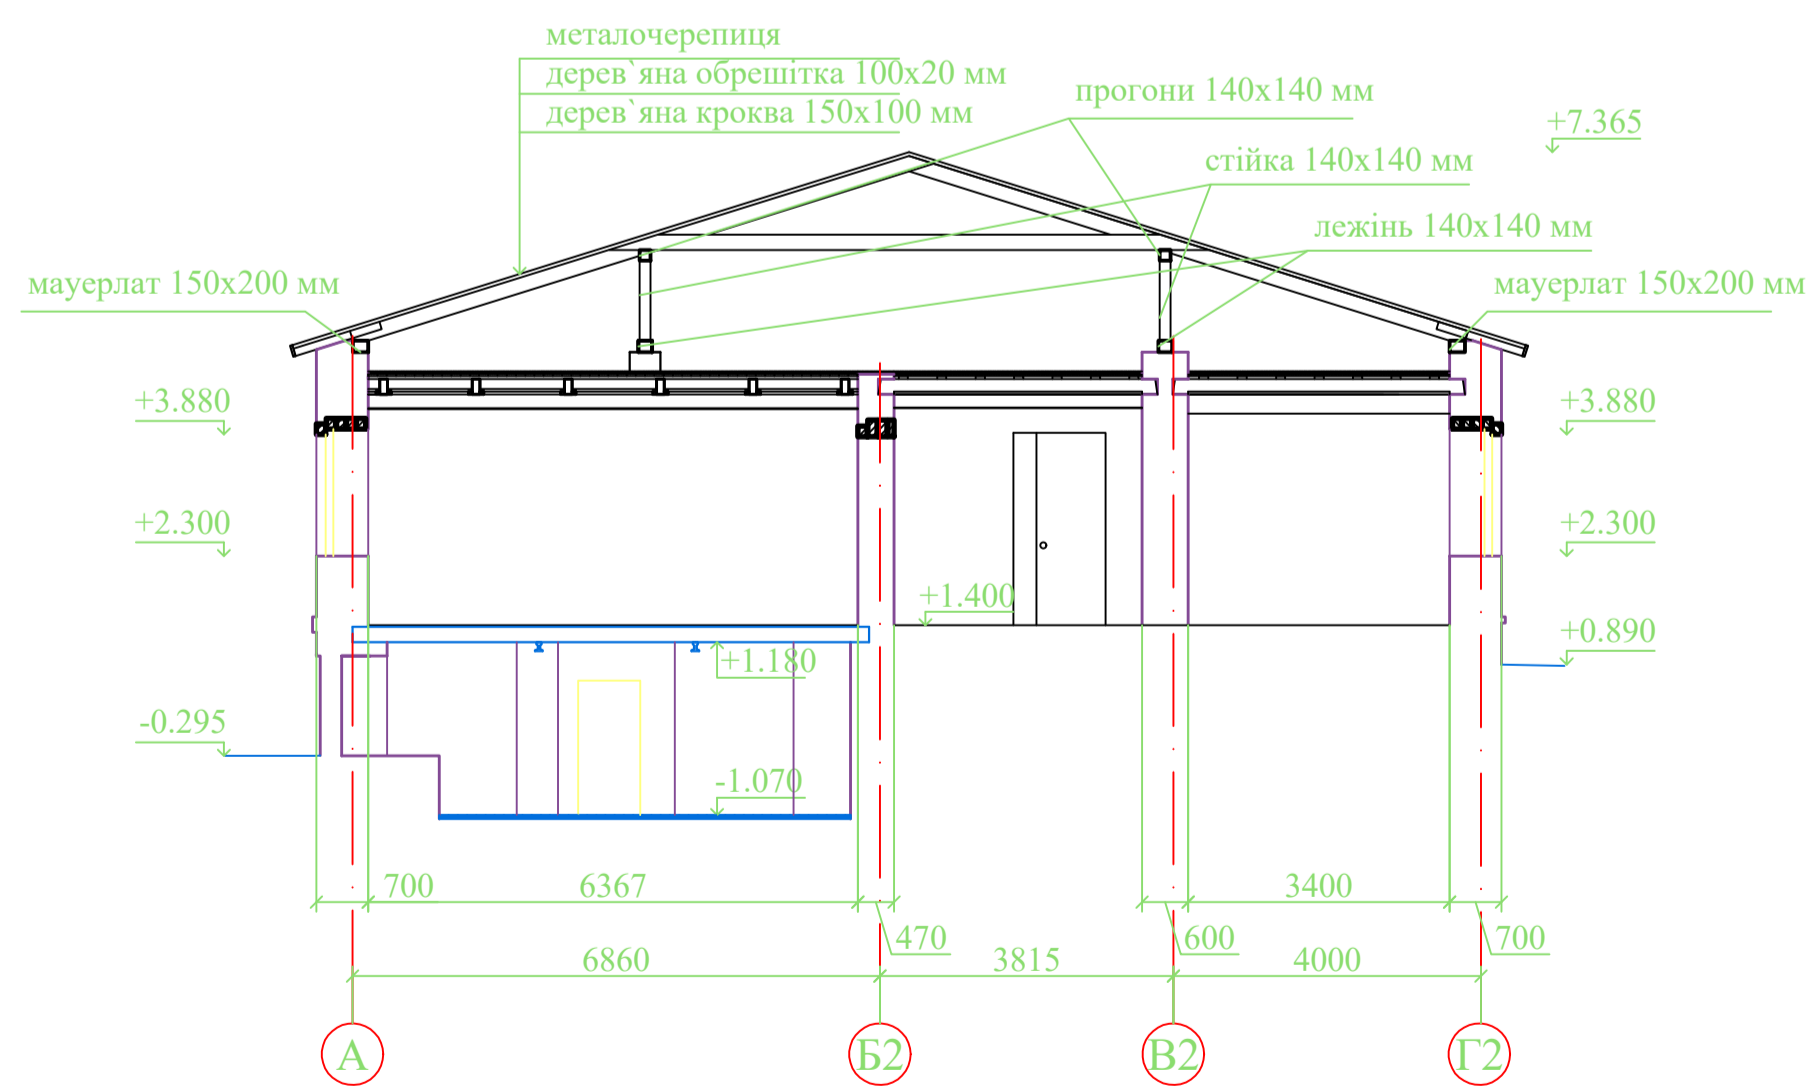 металочерепиця
дерев`яна обрешітка 100х20 мм
дерев`яна кроква 150х100 мм
прогони 140х140 мм
+7.365
стійка 140х140 мм
лежінь 140х140 мм
мауерлат 150х200 мм
мауерлат 150х200 мм
+3.880
+3.880
+2.300
+2.300
+1.400
+0.890
+1.180
-0.295
-1.070
700
6367
3400
470
600
700
6860
3815
4000
А
Б2
В2
Г2